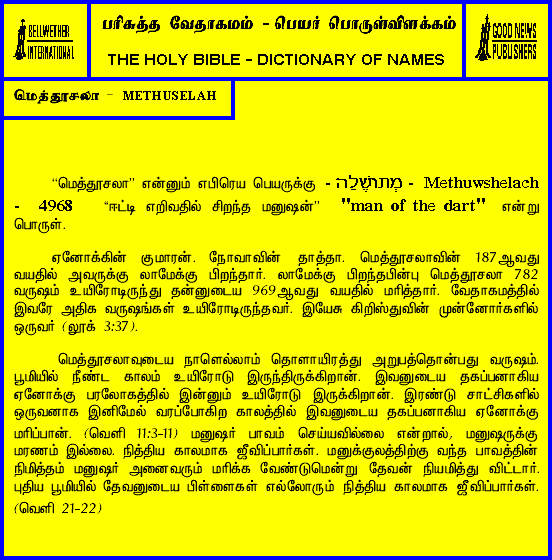 BELLWETHER
INTERNATIONAL
பரிசுத்த வேதாகமம் - பெயர் பொருள்விளக்கம்
THE HOLY BIBLE - DICTIONARY OF NAMES
GOOD NEWS
PUBLISHERS
மெத்தூசலா - METHUSELAH
“மெத்தூசலா” என்னும் எபிரெய பெயருக்கு - מְתוּשֶׁלַח - Methuwshelach
- 4968 “ஈட்டி எறிவதில் சிறந்த மனுஷன்” "man of the dart" என்று
பொருள்.
ஏனோக்கின் குமாரன். நோவாவின் தாத்தா. மெத்தூசலாவின் 187ஆவது
வயதில் அவருக்கு லாமேக்கு பிறந்தார். லாமேக்கு பிறந்தபின்பு மெத்தூசலா 782
வருஷம் உயிரோடிருந்து தன்னுடைய 969ஆவது வயதில் மரித்தார். வேதாகமத்தில்
இவரே அதிக வருஷங்கள் உயிரோடிருந்தவர். இயேசு கிறிஸ்துவின் முன்னோர்களில்
ஒருவர் (லூக் 3:37).
மெத்தூசலாவுடைய நாளெல்லாம் தொளாயிரத்து அறுபத்தொன்பது வருஷம்.
பூமியில் நீண்ட காலம் உயிரோடு இருந்திருக்கிறான். இவனுடைய தகப்பனாகிய
ஏனோக்கு பரலோகத்தில் இன்னும் உயிரோடு இருக்கிறான். இரண்டு சாட்சிகளில்
ஒருவனாக இனிமேல் வரப்போகிற காலத்தில் இவனுடைய தகப்பனாகிய ஏனோக்கு
மரிப்பான். (வெளி 11:3-11) மனுஷர் பாவம் செய்யவில்லை என்றால், மனுஷருக்கு
மரணம் இல்லை. நித்திய காலமாக ஜீவிப்பார்கள். மனுக்குலத்திற்கு வந்த பாவத்தின்
நிமித்தம் மனுஷர் அனைவரும் மரிக்க வேண்டுமென்று தேவன் நியமித்து விட்டார்.
புதிய பூமியில் தேவனுடைய பிள்ளைகள் எல்லோரும் நித்திய காலமாக ஜீவிப்பார்கள்.
(வெளி 21-22)